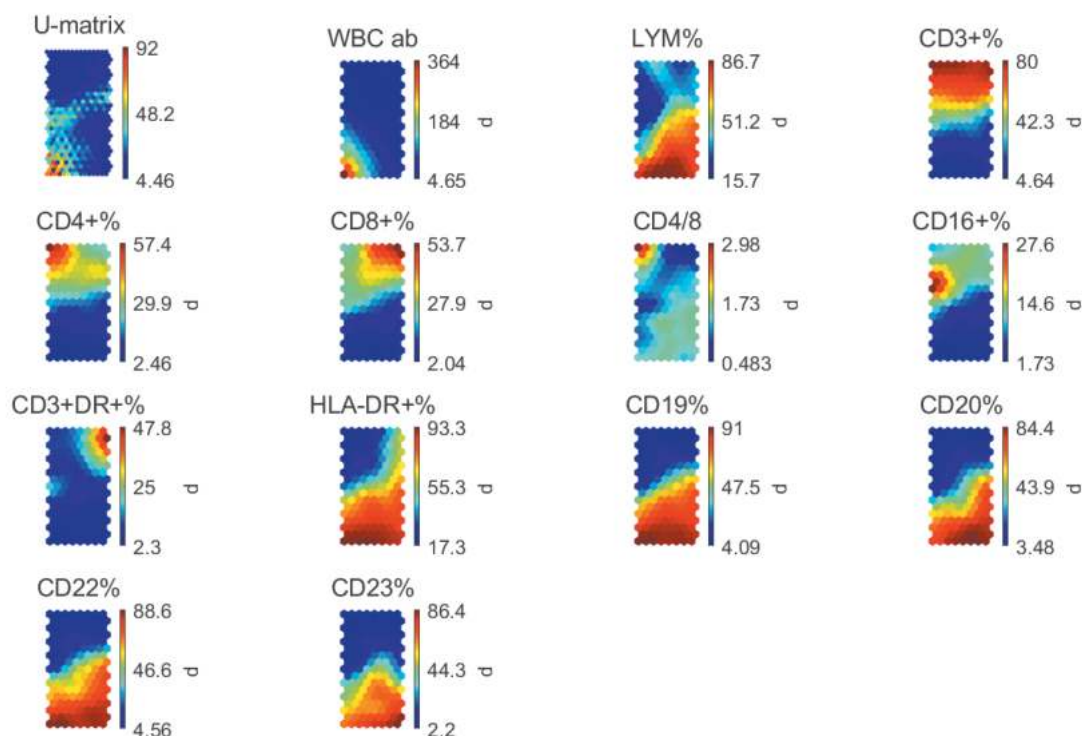 U-matrix
92
48.2
4.46
WBC ab
364
184
4.65
d
LYM%
86.7
51.2
15.7
d
CD3+%
80
42.3
4.64
d
CD4+%
57.4
29.9
2.46
d
CD8+%
53.7
27.9
2.04
d
CD4/8
2.98
1.73
0.483
d
CD16+%
27.6
14.6
1.73
d
CD3+DR+%
47.8
25
2.3
d
HLA-DR+%
93.3
55.3
17.3
d
CD19%
91
47.5
4.09
d
CD20%
84.4
43.9
3.48
d
CD22%
88.6
46.6
4.56
d
CD23%
86.4
44.3
2.2
d